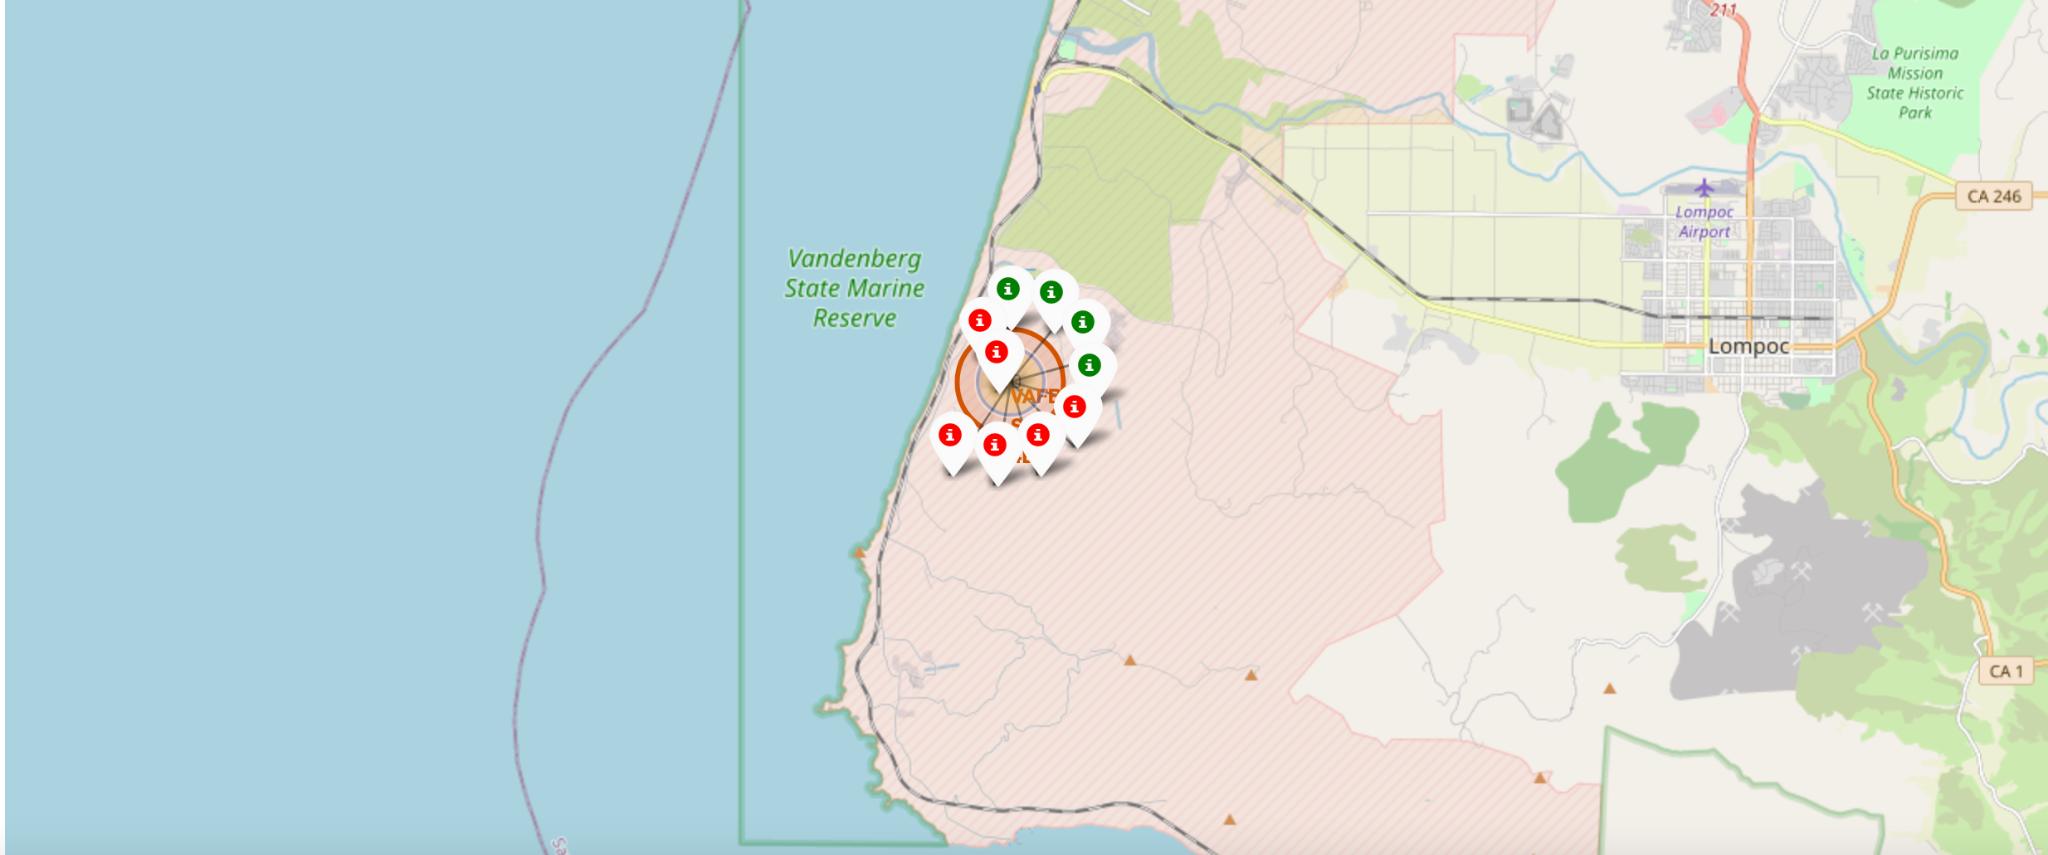 211
La Purisima
Mission
State Historic
Park
CA 246
Lompoc
Airport
Vandenberg
State Marine
Reserve
Lompoc
CA 1